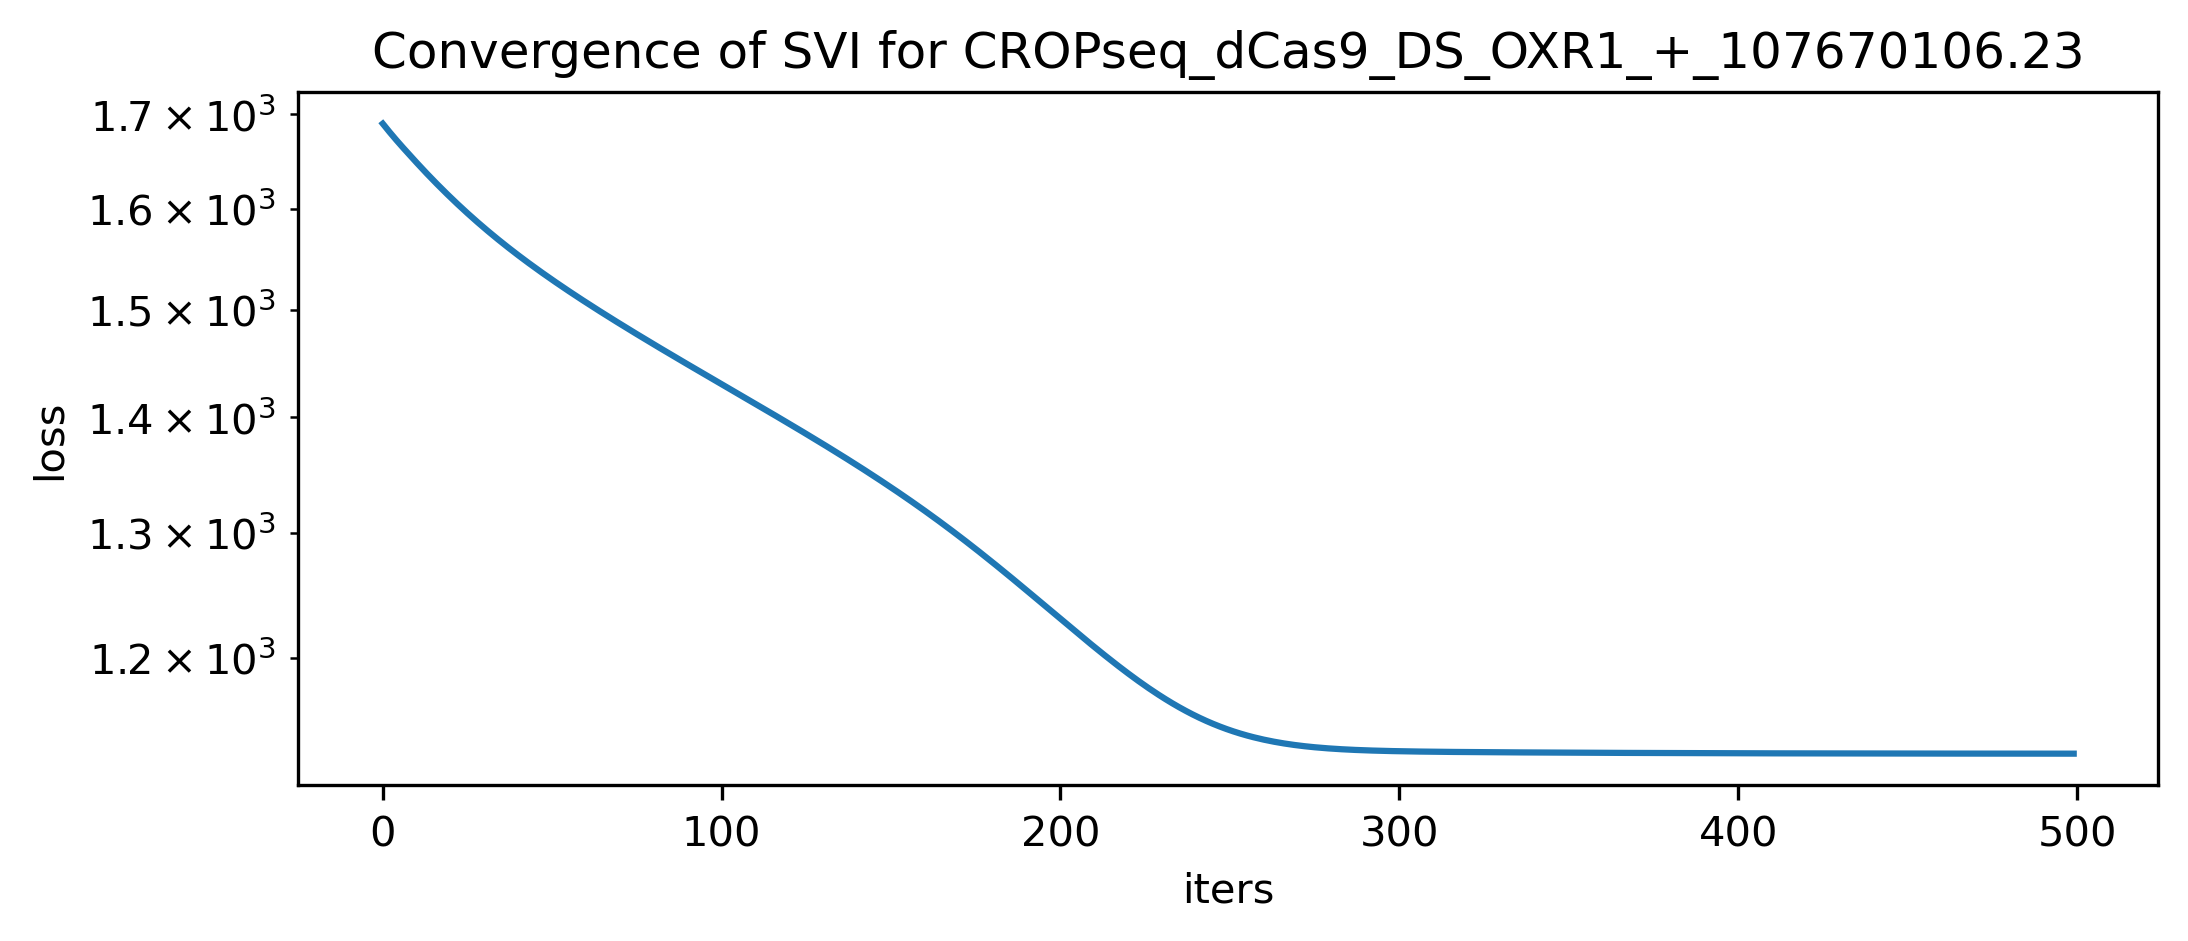 Convergence of SVI for CROPseq_dCas9_DS_OXR1_+_107670106.23
1.7 × 10³
1.6 × 10³
1.5 × 10³
1.4 × 10³
1.3 × 10³
1.2 × 10³
loss
0 100 200 300 400 500
iters